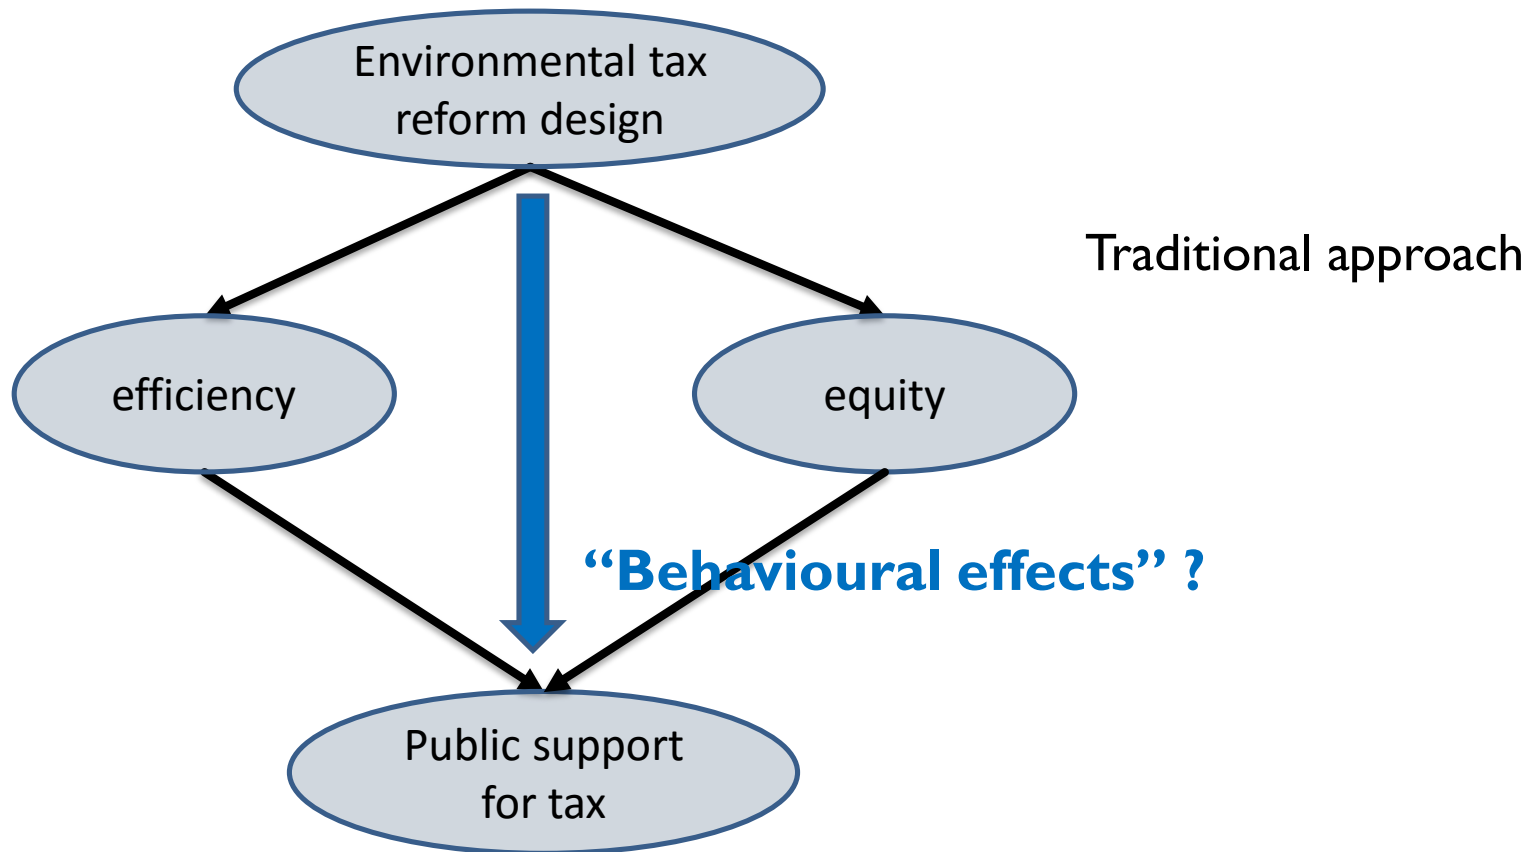 Environmental tax
reform design
Traditional approach
efficiency
equity
“Behavioural effects” ?
Public support
for tax